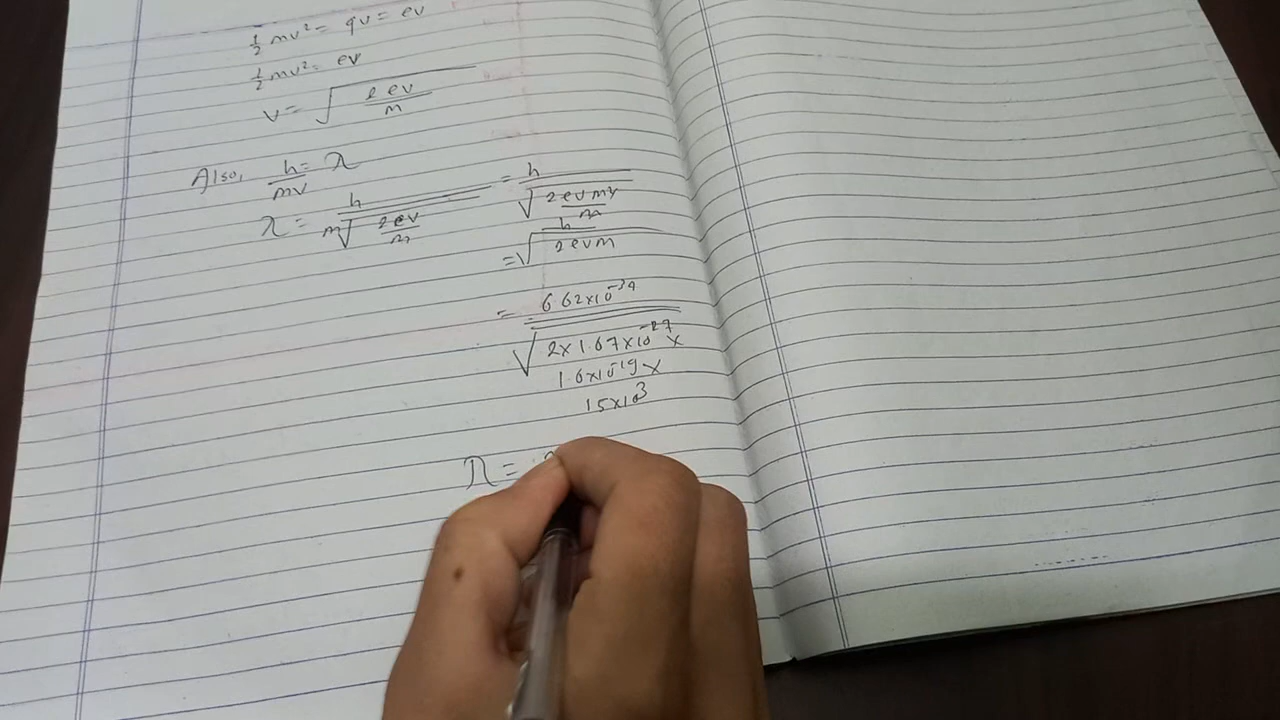 ½ mv² = qv = ev
½ mv² = ev
v = √(2ev/m)
Also, h/mv = λ
λ = h/(m√(2ev/m)) = h/√(2evm²/m)
= h/√(2evm)
= 6.62×10⁻³⁴/√(2×1.67×10⁻²⁷×
1.6×10⁻¹⁹×
15×10³)
λ =